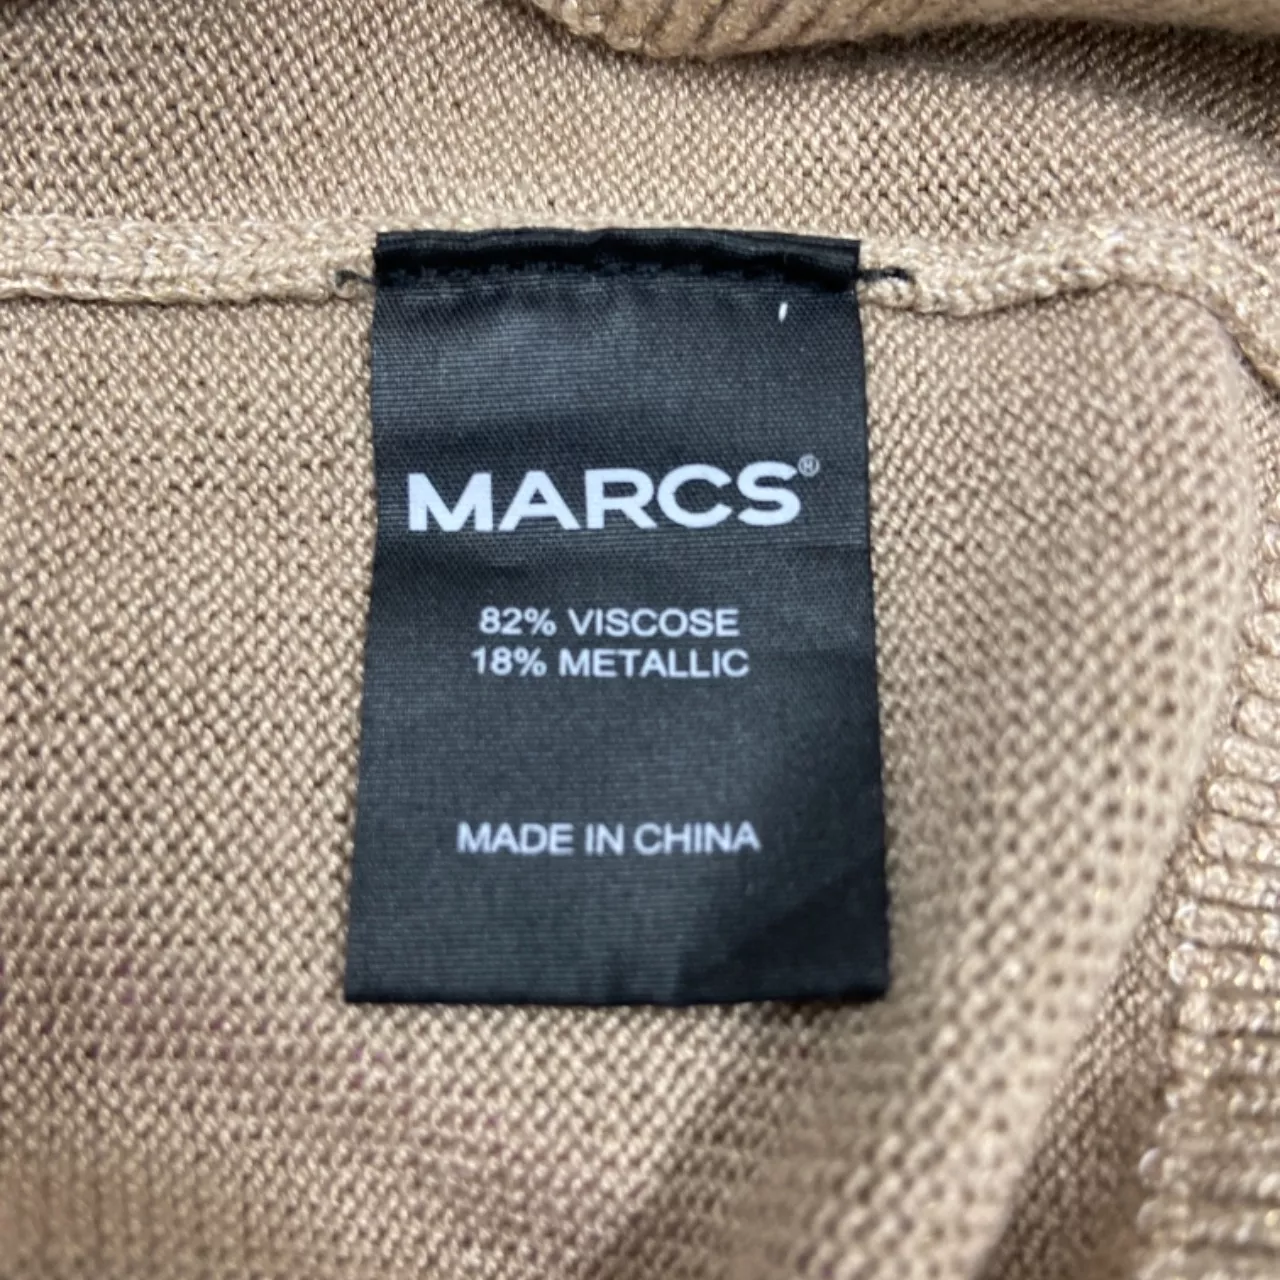 MARCS®
82% VISCOSE
18% METALLIC
MADE IN CHINA